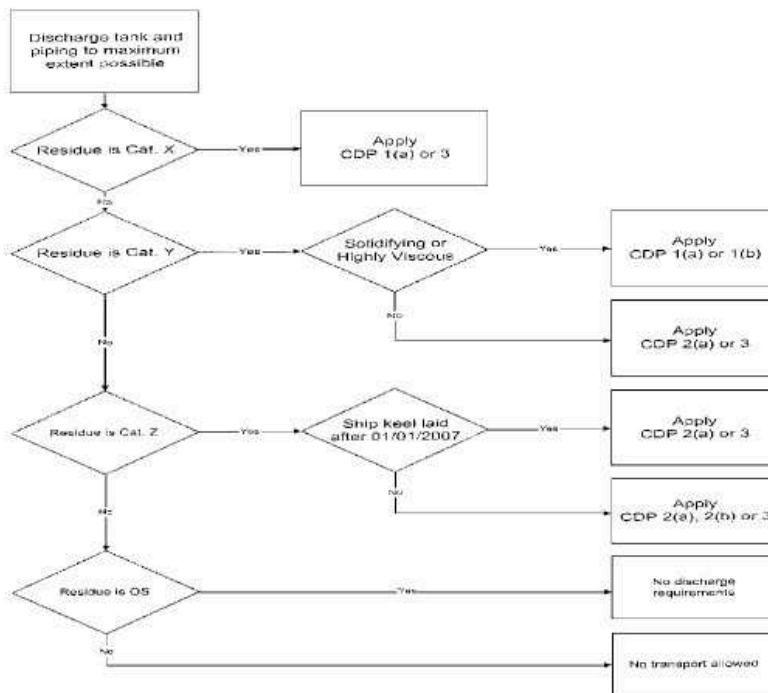 Discharge tank and
piping to maximum
extent possible
Residue is Cat. X
Yes
Apply
CDP 1(a) or 3
No
Residue is Cat. Y
Yes
Solidifying or
Highly Viscous
Yes
Apply
CDP 1(a) or 1(b)
No
Apply
CDP 2(a) or 3
No
Residue is Cat. Z
Yes
Ship keel laid
after 01/01/2007
Yes
Apply
CDP 2(a) or 3
No
Apply
CDP 2(a), 2(b) or 3
No
Residue is OS
Yes
No discharge
requirements
No
No transport allowed